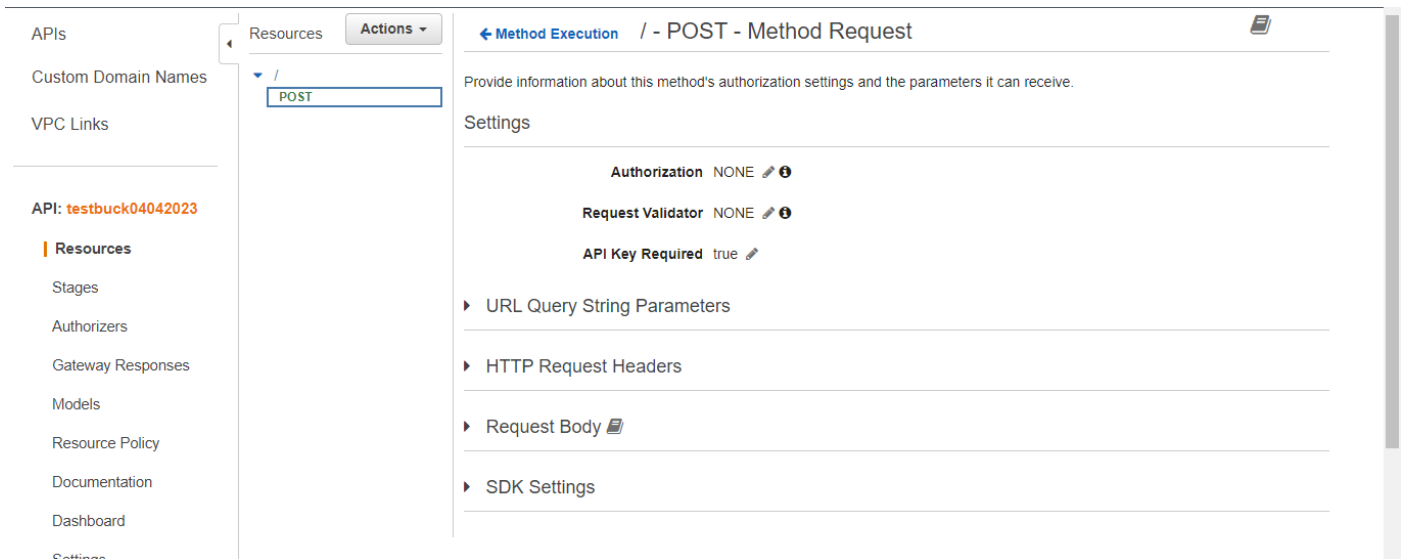 APIs
Custom Domain Names
VPC Links
API: testbuck04042023
Resources
Stages
Authorizers
Gateway Responses
Models
Resource Policy
Documentation
Dashboard
Settings
Resources
Actions
/
POST
Method Execution / - POST - Method Request
Provide information about this method's authorization settings and the parameters it can receive.
Settings
Authorization NONE
Request Validator NONE
API Key Required true
URL Query String Parameters
HTTP Request Headers
Request Body
SDK Settings